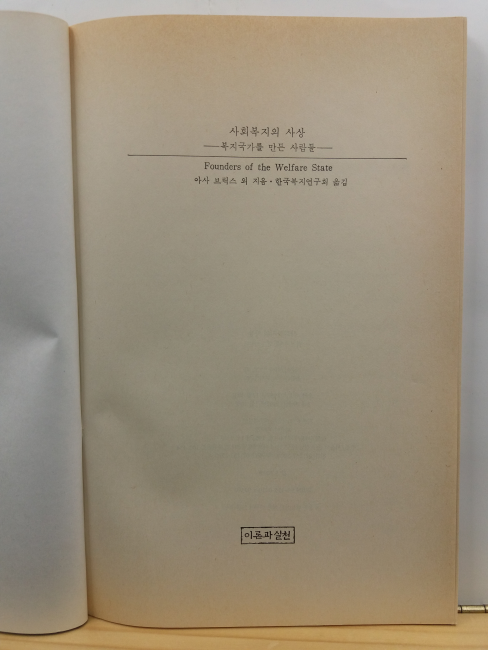 사회복지의 사상
──복지국가를 만든 사람들──
Founders of the Welfare State
아사 브릭스 외 지음·한국복지연구회 옮김
이론과실천